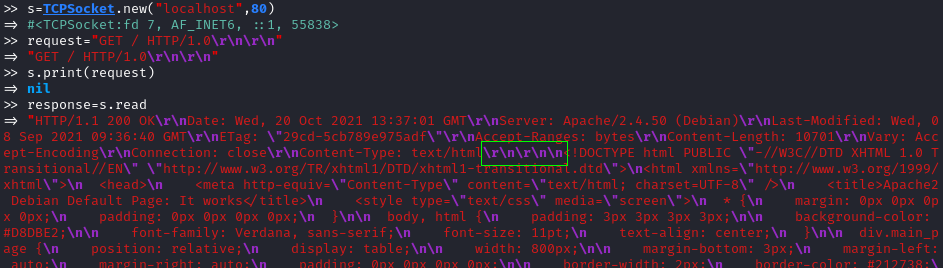 >> s=TCPSocket.new("localhost",80)
=> #<TCPSocket:fd 7, AF_INET6, ::1, 55838>
>> request="GET / HTTP/1.0\r\n\r\n"
=> "GET / HTTP/1.0\r\n\r\n"
>> s.print(request)
=> nil
>> response=s.read
=> "HTTP/1.1 200 OK\r\nDate: Wed, 20 Oct 2021 13:37:01 GMT\r\nServer: Apache/2.4.50 (Debian)\r\nLast-Modified: Wed, 0
8 Sep 2021 09:36:40 GMT\r\nETag: \"29cd-5cb789e975adf\"\r\nAccept-Ranges: bytes\r\nContent-Length: 10701\r\nVary: Acc
ept-Encoding\r\nConnection: close\r\nContent-Type: text/html\r\n\r\n\n<!DOCTYPE html PUBLIC \"-//W3C//DTD XHTML 1.0 T
ransitional//EN\" \"http://www.w3.org/TR/xhtml1/DTD/xhtml1-transitional.dtd\">\n<html xmlns=\"http://www.w3.org/1999/
xhtml\">\n  <head>\n    <meta http-equiv=\"Content-Type\" content=\"text/html; charset=UTF-8\" />\n    <title>Apache2
 Debian Default Page: It works</title>\n    <style type=\"text/css\" media=\"screen\">\n  * {\n    margin: 0px 0px 0p
x 0px;\n    padding: 0px 0px 0px 0px;\n  }\n\n  body, html {\n    padding: 3px 3px 3px 3px;\n\n    background-color:
#D8DBE2;\n\n    font-family: Verdana, sans-serif;\n    font-size: 11pt;\n    text-align: center;\n  }\n\n  div.main_p
age {\n    position: relative;\n    display: table;\n\n    width: 800px;\n\n    margin-bottom: 3px;\n    margin-left:
 auto;\n    margin-right: auto;\n    padding: 0px 0px 0px 0px;\n\n    border-width: 2px;\n    border-color: #212738;\n